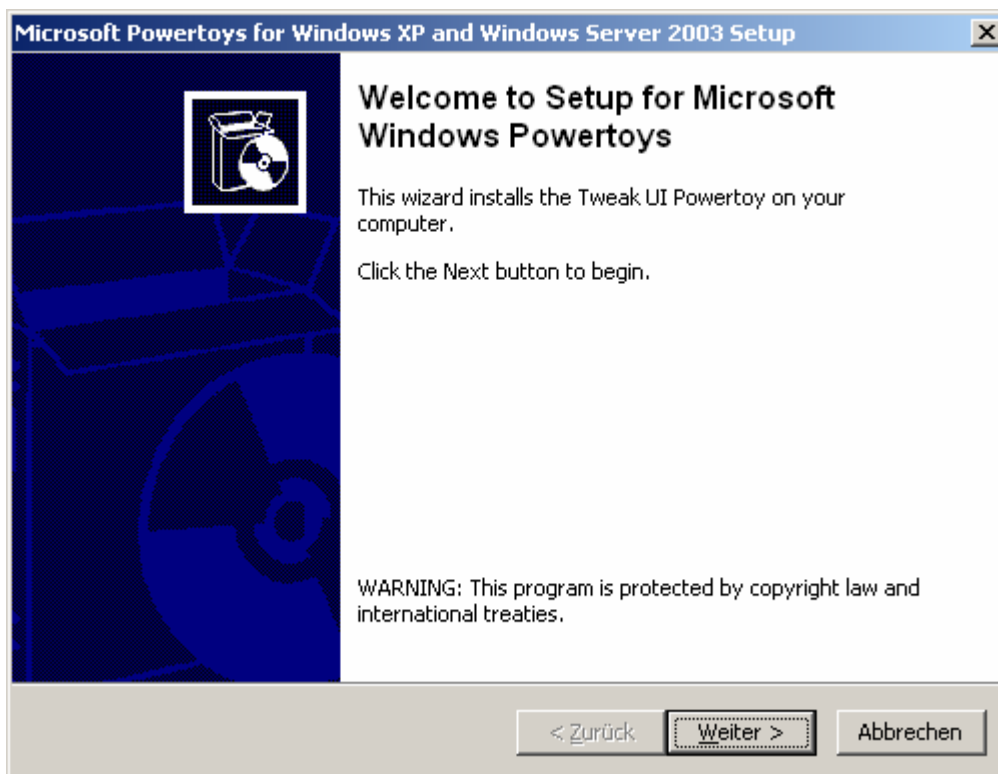 Microsoft Powertoys for Windows XP and Windows Server 2003 Setup
Welcome to Setup for Microsoft
Windows Powertoys
This wizard installs the Tweak UI Powertoy on your
computer.
Click the Next button to begin.
WARNING: This program is protected by copyright law and
international treaties.
< Zurück
Weiter >
Abbrechen